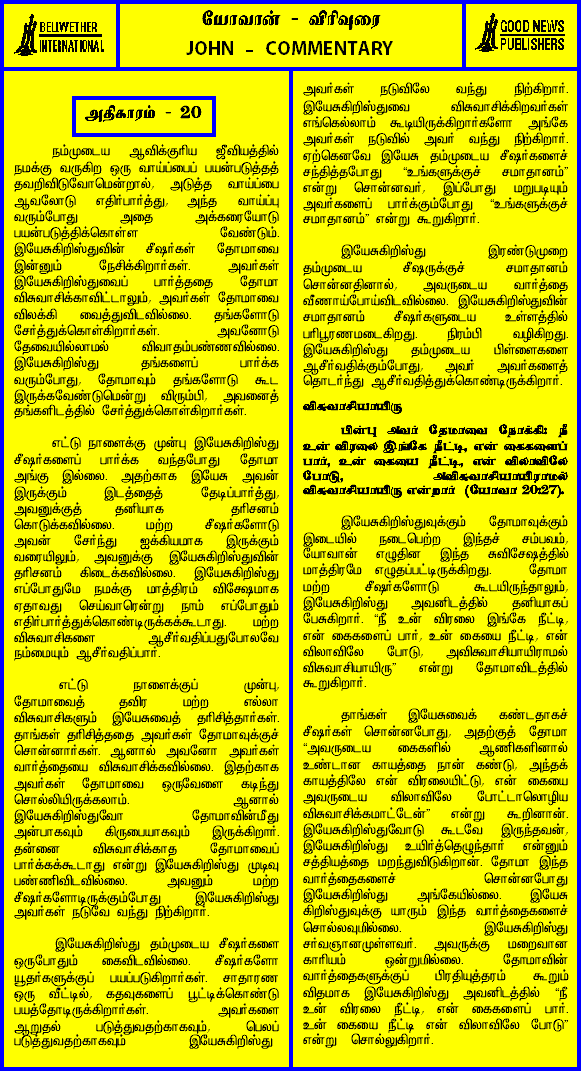 BELLWETHER
INTERNATIONAL
யோவான் - விரிவுரை
JOHN - COMMENTARY
GOOD NEWS
PUBLISHERS
அதிகாரம் - 20
நம்முடைய ஆவிக்குரிய ஜீவியத்தில்
நமக்கு வருகிற ஒரு வாய்ப்பைப் பயன்படுத்தத்
தவறிவிடுவோமென்றால், அடுத்த வாய்ப்பை
ஆவலோடு எதிர்பார்த்து, அந்த வாய்ப்பு
வரும்போது அதை அக்கரையோடு
பயன்படுத்திக்கொள்ள வேண்டும்.
இயேசுகிறிஸ்துவின் சீஷர்கள் தோமாவை
இன்னும் நேசிக்கிறார்கள். அவர்கள்
இயேசுகிறிஸ்துவைப் பார்த்ததை தோமா
விசுவாசிக்காவிட்டாலும், அவர்கள் தோமாவை
விலக்கி வைத்துவிடவில்லை. தங்களோடு
சேர்த்துக்கொள்கிறார்கள். அவனோடு
தேவையில்லாமல் விவாதம்பண்ணவில்லை.
இயேசுகிறிஸ்து தங்களைப் பார்க்க
வரும்போது, தோமாவும் தங்களோடு கூட
இருக்கவேண்டுமென்று விரும்பி, அவனைத்
தங்களிடத்தில் சேர்த்துக்கொள்கிறார்கள்.
எட்டு நாளைக்கு முன்பு இயேசுகிறிஸ்து
சீஷர்களைப் பார்க்க வந்தபோது தோமா
அங்கு இல்லை. அதற்காக இயேசு அவன்
இருக்கும் இடத்தைத் தேடிப்பார்த்து,
அவனுக்குத் தனியாக தரிசனம்
கொடுக்கவில்லை. மற்ற சீஷர்களோடு
அவன் சேர்ந்து ஐக்கியமாக இருக்கும்
வரையிலும், அவனுக்கு இயேசுகிறிஸ்துவின்
தரிசனம் கிடைக்கவில்லை. இயேசுகிறிஸ்து
எப்போதுமே நமக்கு மாத்திரம் விசேஷமாக
ஏதாவது செய்வாரென்று நாம் எப்போதும்
எதிர்பார்த்துக்கொண்டிருக்கக்கூடாது. மற்ற
விசுவாசிகளை ஆசீர்வதிப்பதுபோலவே
நம்மையும் ஆசீர்வதிப்பார்.
எட்டு நாளைக்குப் முன்பு,
தோமாவைத் தவிர மற்ற எல்லா
விசுவாசிகளும் இயேசுவைத் தரிசித்தார்கள்.
தாங்கள் தரிசித்ததை அவர்கள் தோமாவுக்குச்
சொன்னார்கள். ஆனால் அவனோ அவர்கள்
வார்த்தையை விசுவாசிக்கவில்லை. இதற்காக
அவர்கள் தோமாவை ஒருவேளை கடிந்து
சொல்லியிருக்கலாம். ஆனால்
இயேசுகிறிஸ்துவோ தோமாவின்மீது
அன்பாகவும் கிருபையாகவும் இருக்கிறார்.
தன்னை விசுவாசிக்காத தோமாவைப்
பார்க்கக்கூடாது என்று இயேசுகிறிஸ்து முடிவு
பண்ணிவிடவில்லை. அவனும் மற்ற
சீஷர்களோடிருக்கும்போது இயேசுகிறிஸ்து
அவர்கள் நடுவே வந்து நிற்கிறார்.
இயேசுகிறிஸ்து தம்முடைய சீஷர்களை
ஒருபோதும் கைவிடவில்லை. சீஷர்களோ
யூதர்களுக்குப் பயப்படுகிறார்கள். சாதாரண
ஒரு வீட்டில், கதவுகளைப் பூட்டிக்கொண்டு
பயத்தோடிருக்கிறார்கள். அவர்களை
ஆறுதல் படுத்துவதற்காகவும், பெலப்
படுத்துவதற்காகவும் இயேசுகிறிஸ்து
அவர்கள் நடுவிலே வந்து நிற்கிறார்.
இயேசுகிறிஸ்துவை விசுவாசிக்கிறவர்கள்
எங்கெல்லாம் கூடியிருக்கிறார்களோ அங்கே
அவர்கள் நடுவில் அவர் வந்து நிற்கிறார்.
ஏற்கெனவே இயேசு தம்முடைய சீஷர்களைச்
சந்தித்தபோது "உங்களுக்குச் சமாதானம்"
என்று சொன்னவர், இப்போது மறுபடியும்
அவர்களைப் பார்க்கும்போது "உங்களுக்குச்
சமாதானம்" என்று கூறுகிறார்.
இயேசுகிறிஸ்து இரண்டுமுறை
தம்முடைய சீஷருக்குச் சமாதானம்
சொன்னதினால், அவருடைய வார்த்தை
வீணாய்போய்விடவில்லை. இயேசுகிறிஸ்துவின்
சமாதானம் சீஷர்களுடைய உள்ளத்தில்
பரிபூரணமடைகிறது. நிரம்பி வழிகிறது.
இயேசுகிறிஸ்து தம்முடைய பிள்ளைகளை
ஆசீர்வதிக்கும்போது, அவர் அவர்களைத்
தொடர்ந்து ஆசீர்வதித்துக்கொண்டிருக்கிறார்.
விசுவாசியாயிரு
பின்பு அவர் தோமாவை நோக்கி: நீ
உன் விரலை இங்கே நீட்டி, என் கைகளைப்
பார், உன் கையை நீட்டி, என் விலாவிலே
போடு, அவிசுவாசியாயிராமல்
விசுவாசியாயிரு என்றார் (யோவா 20:27).
இயேசுகிறிஸ்துவுக்கும் தோமாவுக்கும்
இடையில் நடைபெற்ற இந்தச் சம்பவம்,
யோவான் எழுதின இந்த சுவிசேஷத்தில்
மாத்திரமே எழுதப்பட்டிருக்கிறது. தோமா
மற்ற சீஷர்களோடு கூடயிருந்தாலும்,
இயேசுகிறிஸ்து அவனிடத்தில் தனியாகப்
பேசுகிறார். "நீ உன் விரலை இங்கே நீட்டி,
என் கைகளைப் பார், உன் கையை நீட்டி, என்
விலாவிலே போடு, அவிசுவாசியாயிராமல்
விசுவாசியாயிரு" என்று தோமாவிடத்தில்
கூறுகிறார்.
தாங்கள் இயேசுவைக் கண்டதாகச்
சீஷர்கள் சொன்னபோது, அதற்குத் தோமா
"அவருடைய கைகளில் ஆணிகளினால்
உண்டான காயத்தை நான் கண்டு, அந்தக்
காயத்திலே என் விரலையிட்டு, என் கையை
அவருடைய விலாவிலே போட்டாலொழிய
விசுவாசிக்கமாட்டேன்" என்று கூறினான்.
இயேசுகிறிஸ்துவோடு கூடவே இருந்தவன்,
இயேசுகிறிஸ்து உயிர்த்தெழுந்தார் என்னும்
சத்தியத்தை மறந்துவிடுகிறான். தோமா இந்த
வார்த்தைகளைச் சொன்னபோது
இயேசுகிறிஸ்து அங்கேயில்லை. இயேசு
கிறிஸ்துவுக்கு யாரும் இந்த வார்த்தைகளைச்
சொல்லவுமில்லை. இயேசுகிறிஸ்து
சர்வஞானமுள்ளவர். அவருக்கு மறைவான
காரியம் ஒன்றுமில்லை. தோமாவின்
வார்த்தைகளுக்குப் பிரதியுத்தரம் கூறும்
விதமாக இயேசுகிறிஸ்து அவனிடத்தில் "நீ
உன் விரலை நீட்டி, என் கைகளைப் பார்.
உன் கையை நீட்டி என் விலாவிலே போடு"
என்று சொல்லுகிறார்.